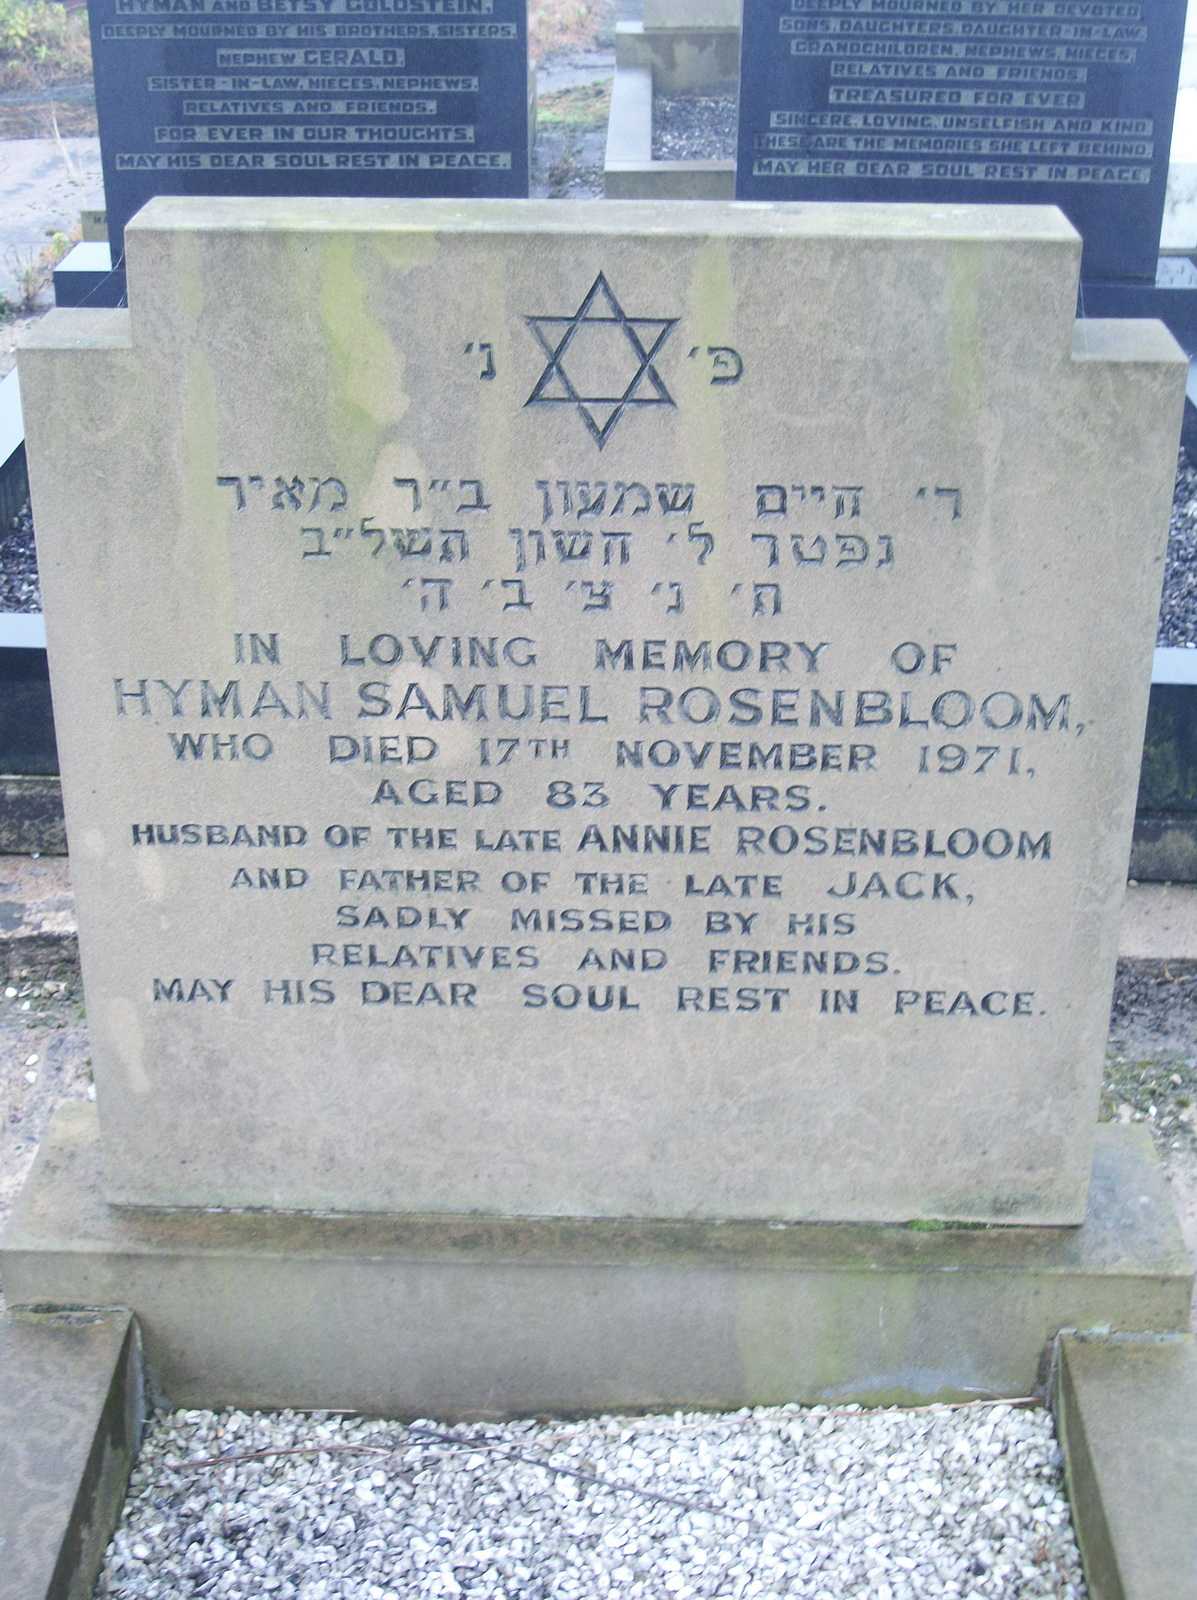 HYMAN AND BETSY GOLDSTEIN,
DEEPLY MOURNED BY HIS BROTHERS, SISTERS,
NEPHEW GERALD,
SISTER-IN-LAW, NIECES, NEPHEWS,
RELATIVES AND FRIENDS.
FOR EVER IN OUR THOUGHTS.
MAY HIS DEAR SOUL REST IN PEACE.
DEEPLY MOURNED BY HER DEVOTED
SONS, DAUGHTERS, DAUGHTER-IN-LAW,
GRANDCHILDREN, NEPHEWS, NIECES,
RELATIVES AND FRIENDS.
TREASURED FOR EVER
SINCERE, LOVING, UNSELFISH AND KIND
THESE ARE THE MEMORIES SHE LEFT BEHIND.
MAY HER DEAR SOUL REST IN PEACE.
פ׳ נ׳
ר׳ חיים שמעון ב״ר מאיר
נפטר ל׳ חשון תשל״ב
ת׳ נ׳ צ׳ ב׳ ה׳
IN LOVING MEMORY OF
HYMAN SAMUEL ROSENBLOOM,
WHO DIED 17TH NOVEMBER 1971,
AGED 83 YEARS.
HUSBAND OF THE LATE ANNIE ROSENBLOOM
AND FATHER OF THE LATE JACK,
SADLY MISSED BY HIS
RELATIVES AND FRIENDS.
MAY HIS DEAR SOUL REST IN PEACE.